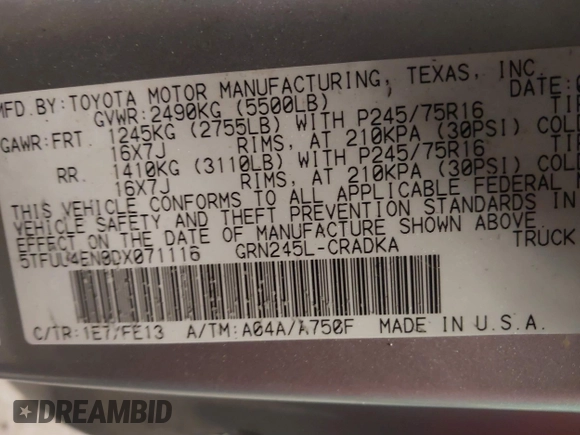 MFD.BY:TOYOTA MOTOR MANUFACTURING, TEXAS, INC.
GVWR:2490KG (5500LB) DATE:
GAWR:FRT. 1245KG (2755LB) WITH P245/75R16
16X7J RIMS, AT 210KPA (30PSI) COLD
RR. 1410KG (3110LB) WITH P245/75R16
16X7J RIMS, AT 210KPA (30PSI)
THIS VEHICLE CONFORMS TO ALL APPLICABLE FEDERAL
VEHICLE SAFETY AND THEFT PREVENTION STANDARDS IN
EFFECT ON THE DATE OF MANUFACTURE SHOWN ABOVE
5TFUU4EN0DX071116 GRN245L-CRADKA TRUCK
C/TR:1E7/FE13 A/TM:A04A/A750F MADE IN U.S.A.
DREAMBID